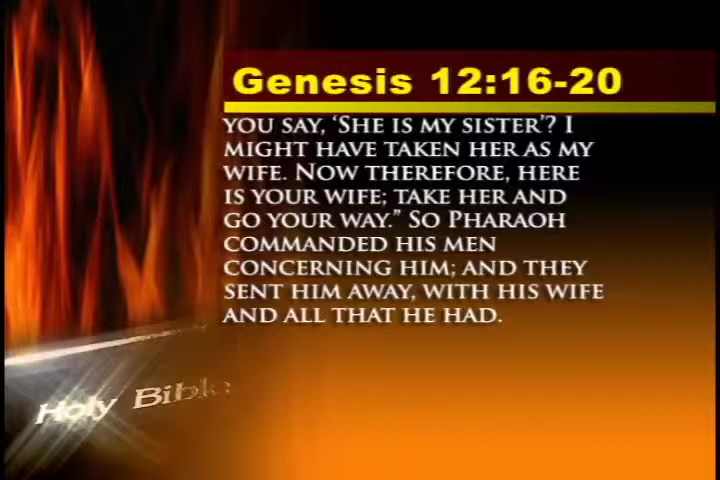 Genesis 12:16-20
YOU SAY, ‘SHE IS MY SISTER’? I
MIGHT HAVE TAKEN HER AS MY
WIFE. NOW THEREFORE, HERE
IS YOUR WIFE; TAKE HER AND
GO YOUR WAY.” SO PHARAOH
COMMANDED HIS MEN
CONCERNING HIM; AND THEY
SENT HIM AWAY, WITH HIS WIFE
AND ALL THAT HE HAD.
Holy Bible